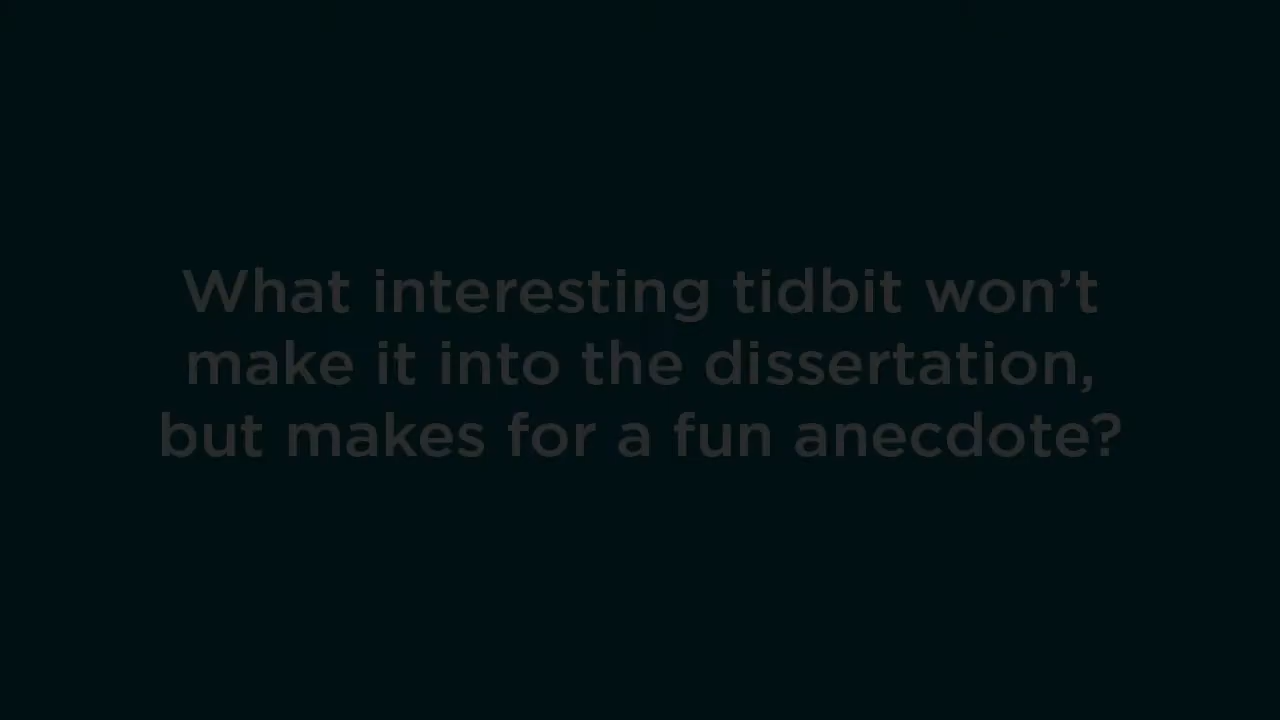 What interesting tidbit won’t
make it into the dissertation,
but makes for a fun anecdote?